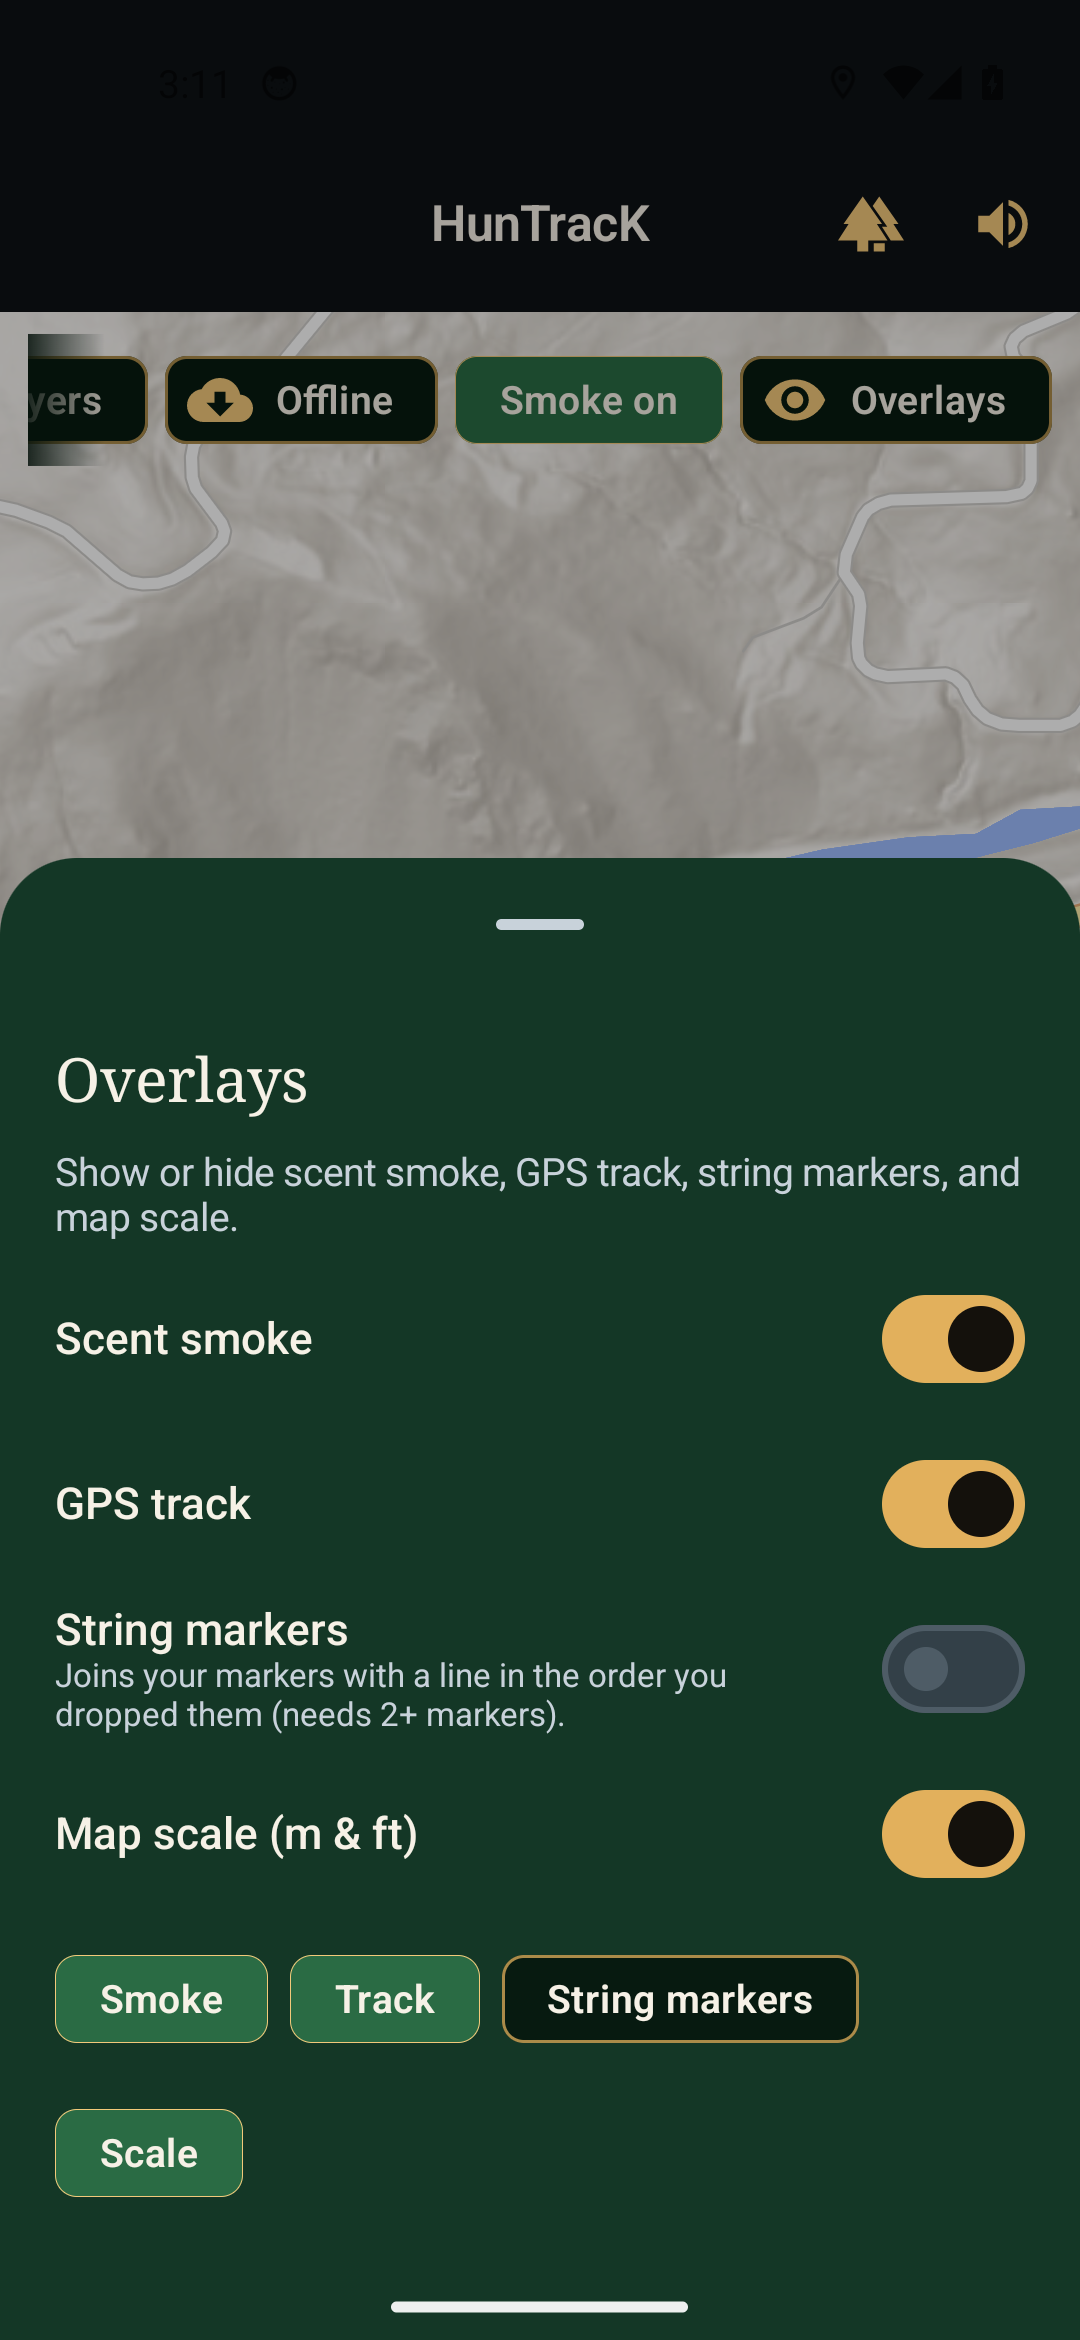 3:11
HunTracK
yers
Offline
Smoke on
Overlays
Overlays
Show or hide scent smoke, GPS track, string markers, and
map scale.
Scent smoke
GPS track
String markers
Joins your markers with a line in the order you
dropped them (needs 2+ markers).
Map scale (m & ft)
Smoke
Track
String markers
Scale